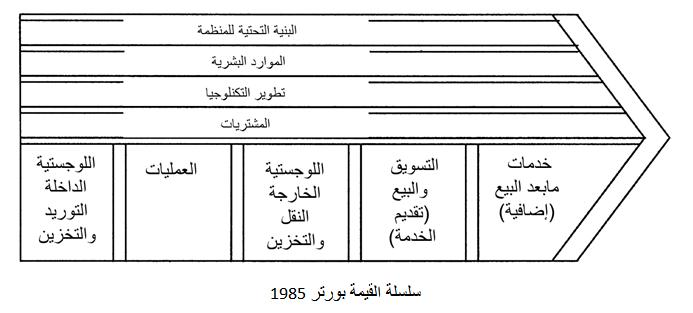 البنية التحتية للمنظمة
الموارد البشرية
تطوير التكنلوجيا
المشتريات
اللوجستية
الداخلة
التوريد
والتخزين
العمليات
اللوجستية
الخارجة
النقل
والتخزين
التسويق
والبيع
(تقديم
الخدمة)
خدمات
مابعد البيع
(إضافية)
سلسلة القيمة بورتر 1985